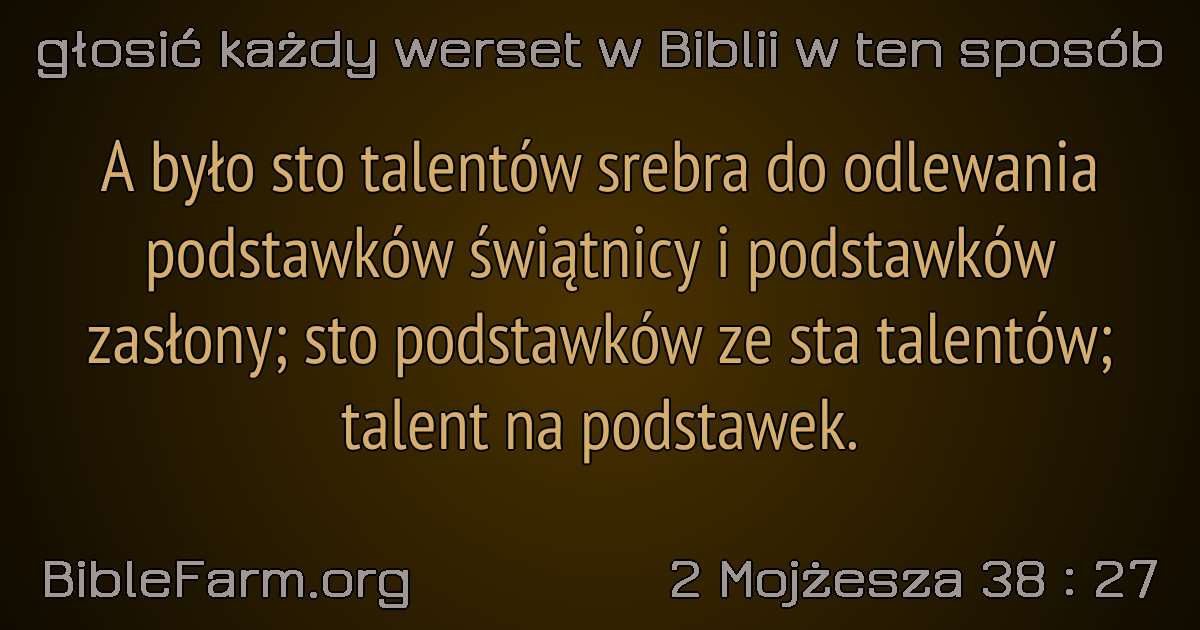 głosić każdy werset w Biblii w ten sposób
A było sto talentów srebra do odlewania
podstawków świątnicy i podstawków
zasłony; sto podstawków ze sta talentów;
talent na podstawek.
BibleFarm.org
2 Mojżesza 38 : 27